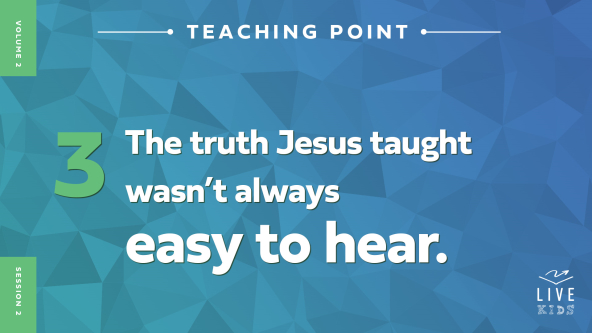 VOLUME 2
TEACHING POINT
3
The truth Jesus taught
wasn't always
easy to hear.
SESSION 2
LIVE
KIDS